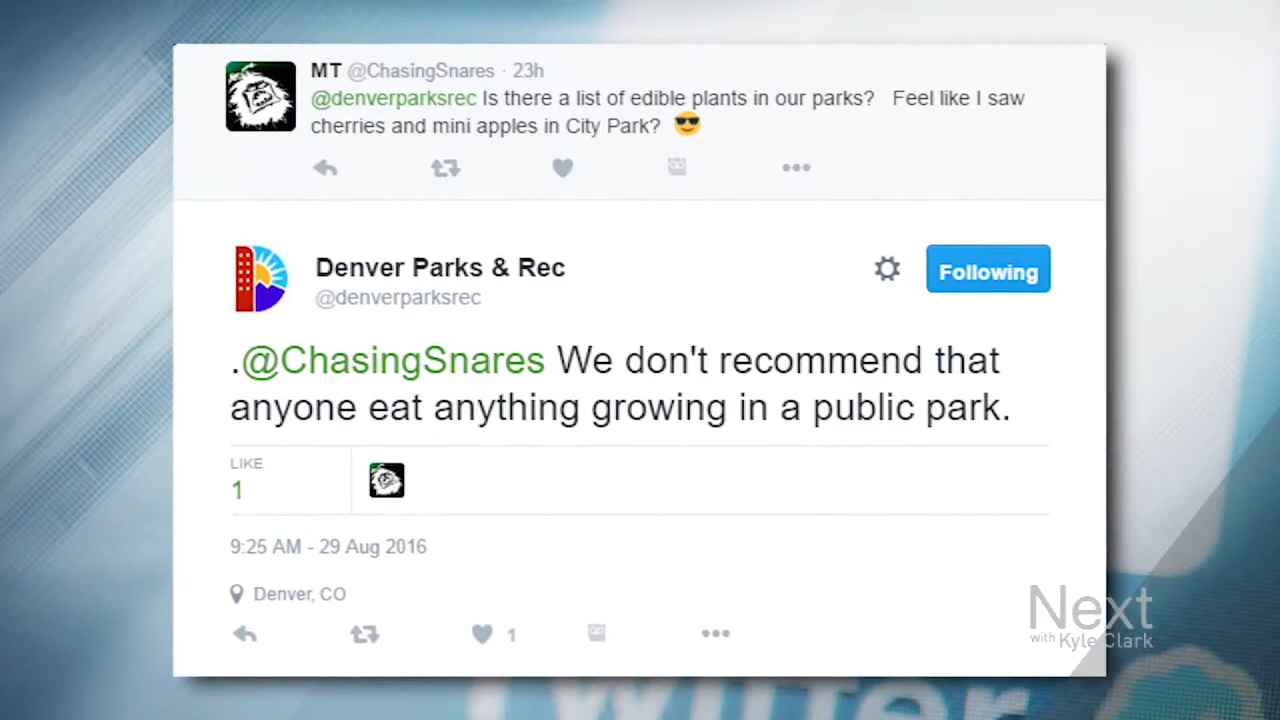 MT @ChasingSnares · 23h
@denverparksrec Is there a list of edible plants in our parks? Feel like I saw
cherries and mini apples in City Park? 😎
Denver Parks & Rec
@denverparksrec
Following
.@ChasingSnares We don't recommend that
anyone eat anything growing in a public park.
LIKE
1
9:25 AM - 29 Aug 2016
Denver, CO
1
Next
with Kyle Clark
Twitter